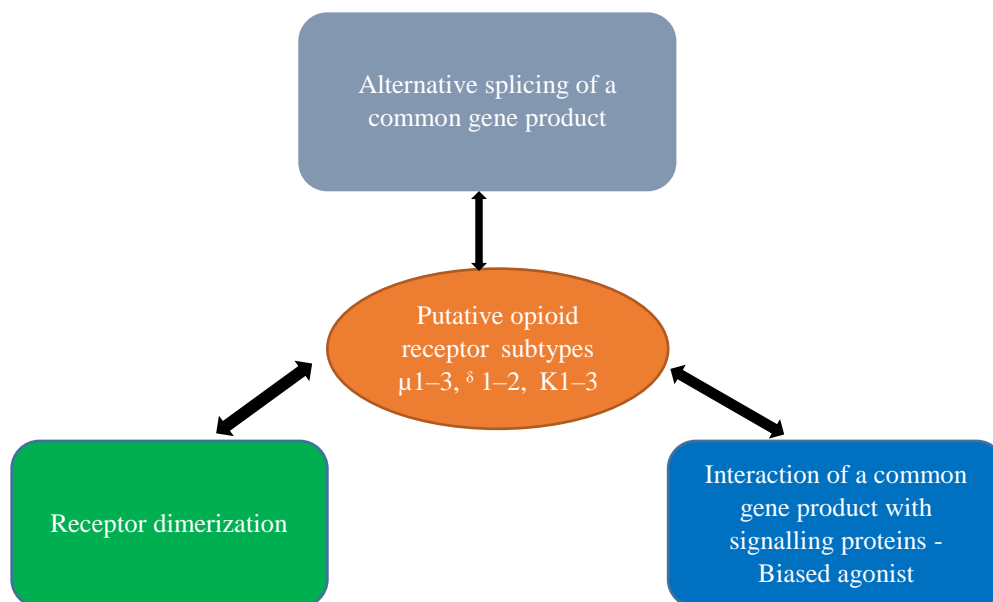 Alternative splicing of a
common gene product
Putative opioid
receptor subtypes
µ1–3, δ 1–2, K1–3
Receptor dimerization
Interaction of a common
gene product with
signalling proteins -
Biased agonist